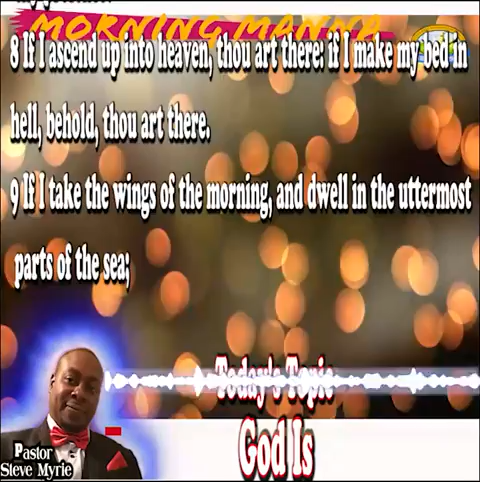 MORNING MANNA
8 If I ascend up into heaven, thou art there: if I make my bed in
hell, behold, thou art there.
9 If I take the wings of the morning, and dwell in the uttermost
parts of the sea;
Today's Topic
God Is
Pastor
Steve Myrie